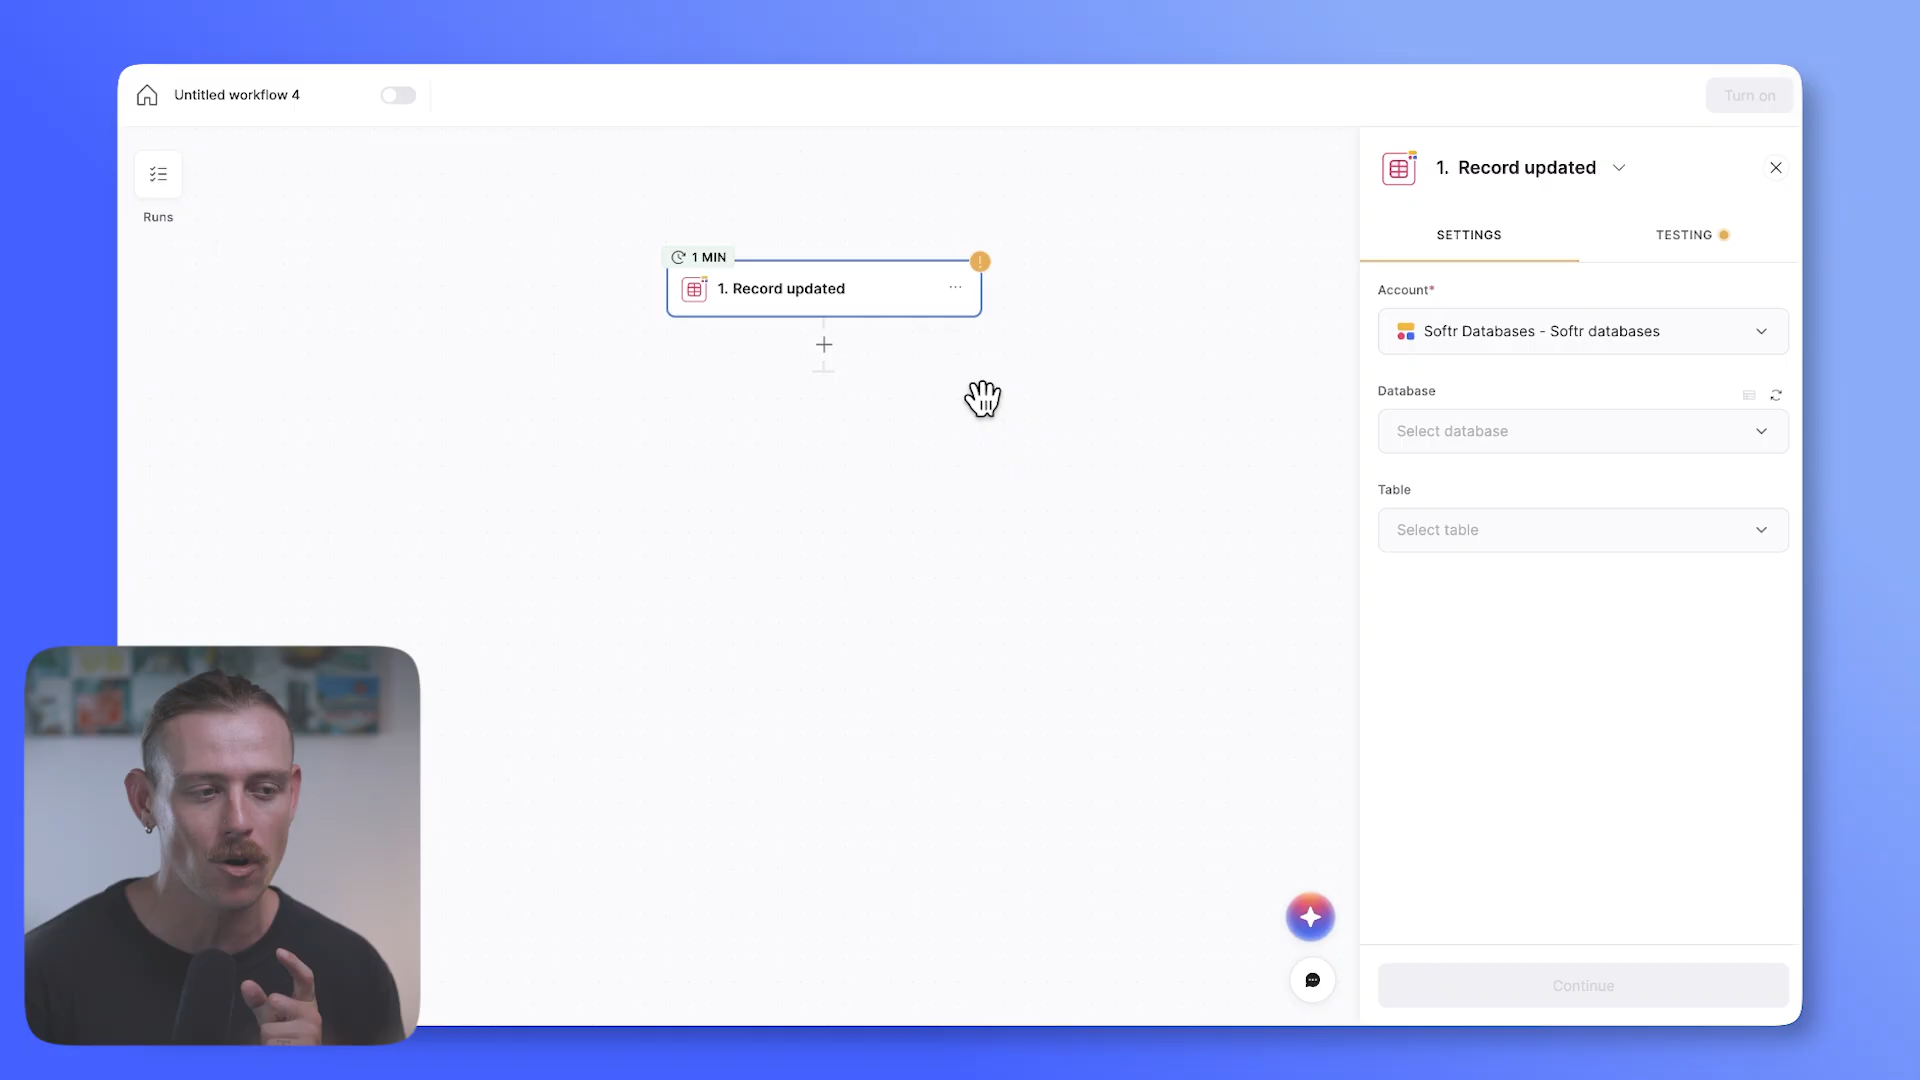 Untitled workflow 4
Turn on
Runs
1 MIN
1. Record updated
1. Record updated
SETTINGS
TESTING
Account*
Softr Databases - Softr databases
Database
Select database
Table
Select table
Continue